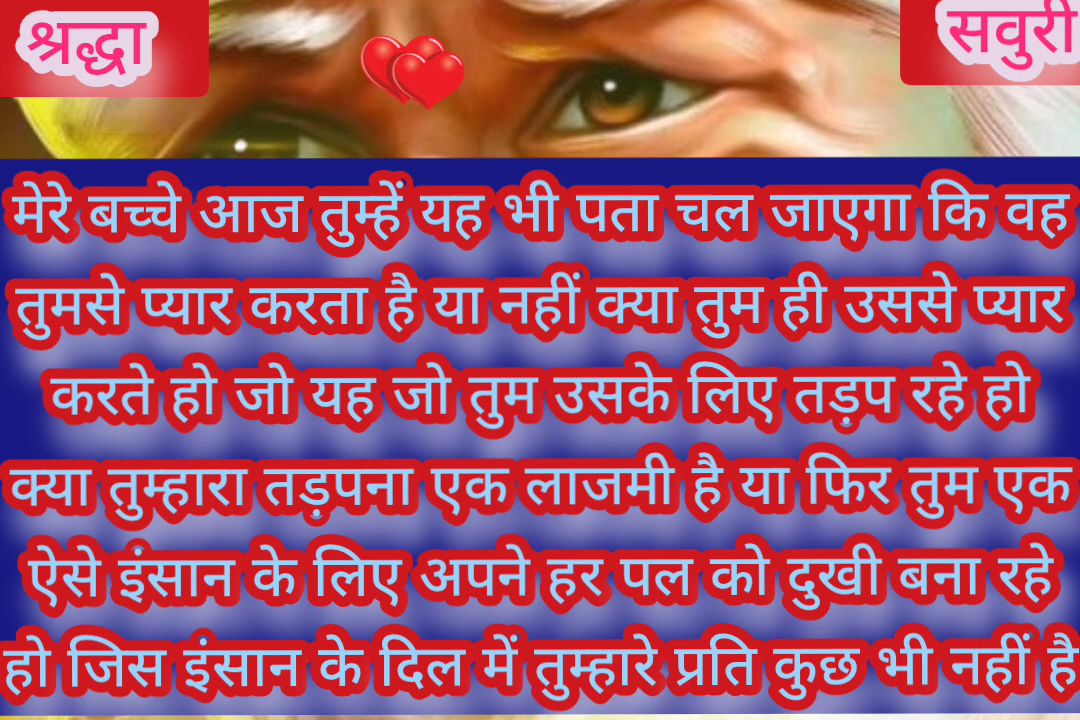 श्रद्धा
सवुरी
मेरे बच्चे आज तुम्हें यह भी पता चल जाएगा कि वह
तुमसे प्यार करता है या नहीं क्या तुम ही उससे प्यार
करते हो जो यह जो तुम उसके लिए तड़प रहे हो
क्या तुम्हारा तड़पना एक लाजमी है या फिर तुम एक
ऐसे इंसान के लिए अपने हर पल को दुखी बना रहे
हो जिस इंसान के दिल में तुम्हारे प्रति कुछ भी नहीं है